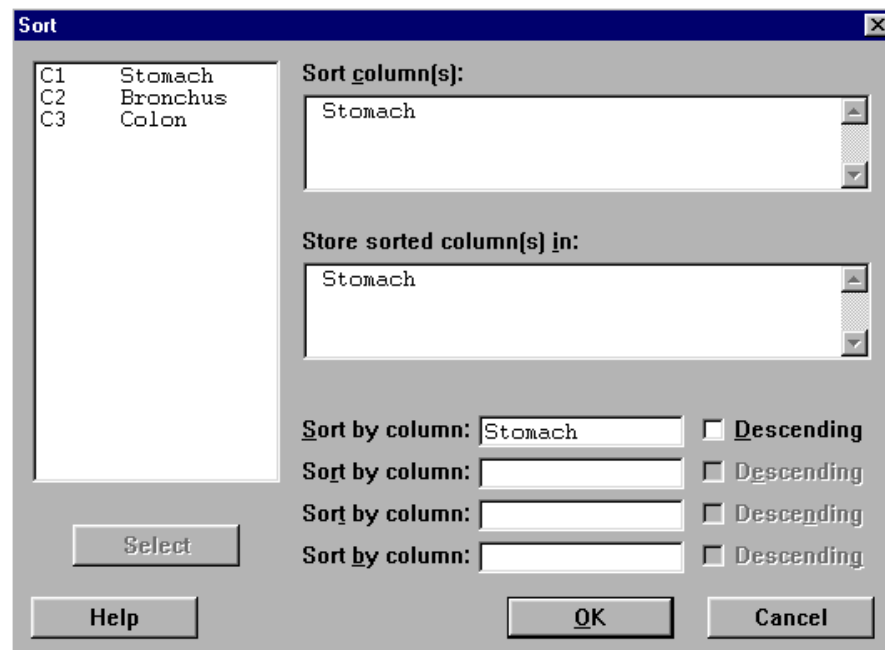 Sort
C1 Stomach
C2 Bronchus
C3 Colon
Sort column(s):
Stomach
Store sorted column(s) in:
Stomach
Sort by column: Stomach Descending
Sort by column: Descending
Sort by column: Descending
Sort by column: Descending
Select
Help OK Cancel